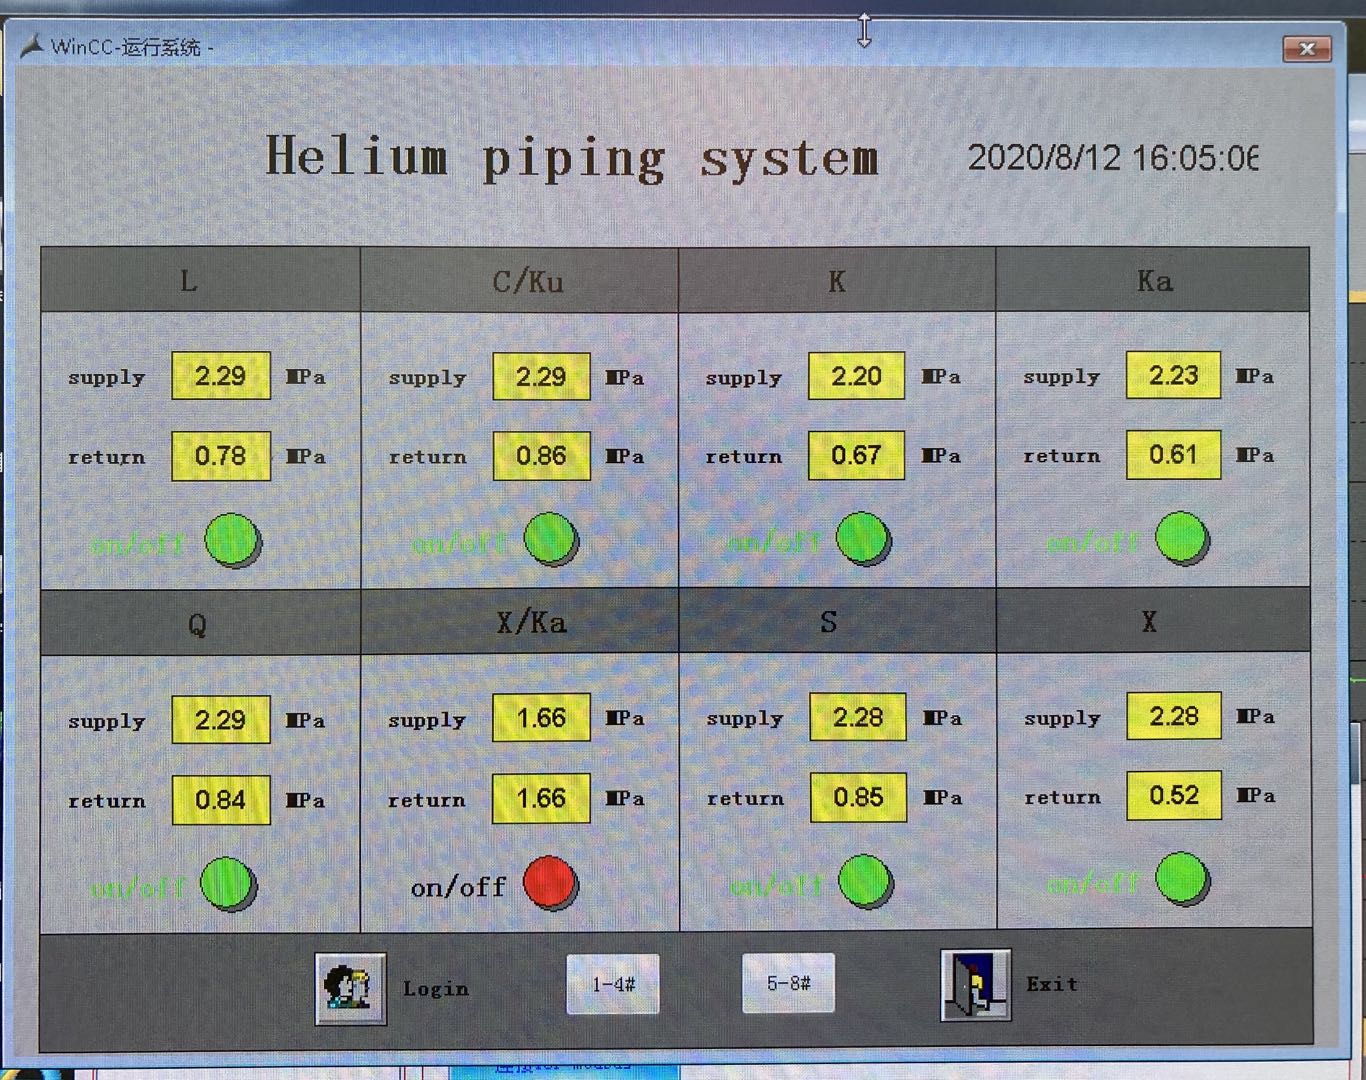 WinCC-运行系统 -
Helium piping system
2020/8/12 16:05:06
L C/Ku K Ka
supply 2.29 MPa supply 2.29 MPa supply 2.20 MPa supply 2.23 MPa
return 0.78 MPa return 0.86 MPa return 0.67 MPa return 0.61 MPa
on/off on/off on/off on/off
Q X/Ka S X
supply 2.29 MPa supply 1.66 MPa supply 2.28 MPa supply 2.28 MPa
return 0.84 MPa return 1.66 MPa return 0.85 MPa return 0.52 MPa
on/off on/off on/off on/off
Login 1-4# 5-8# Exit